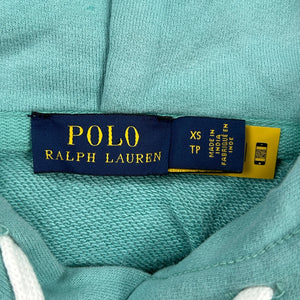 POLO
RALPH LAUREN
XS
TP
MADE IN
INDIA
FABRIQUÉ EN
INDE